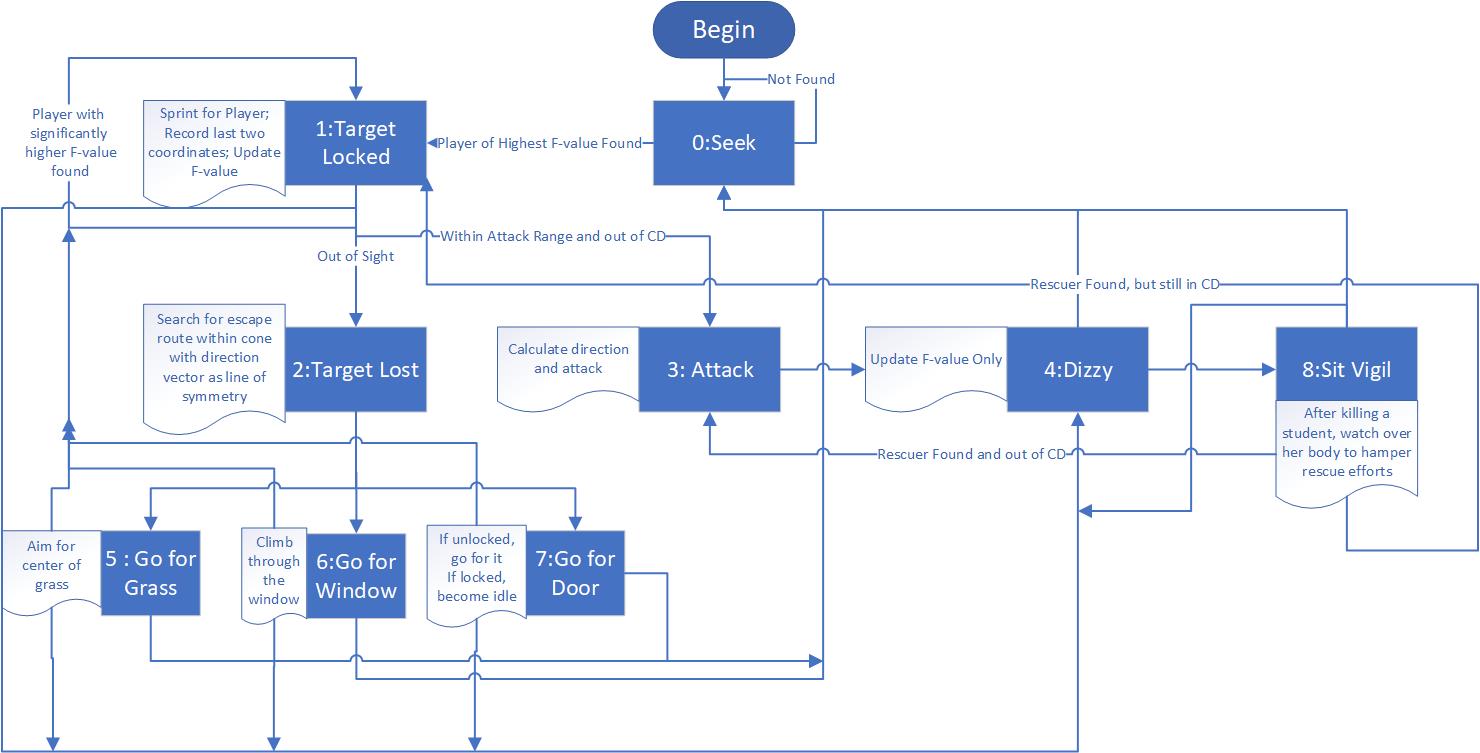 Begin
Not Found
Player with
significantly
higher F-value
found
Sprint for Player;
Record last two
coordinates; Update
F-value
1:Target
Locked
Player of Highest F-value Found
0:Seek
Within Attack Range and out of CD
Out of Sight
Rescuer Found, but still in CD
Search for escape
route within cone
with direction
vector as line of
symmetry
2:Target Lost
Calculate direction
and attack
3: Attack
Update F-value Only
4:Dizzy
8:Sit Vigil
After killing a
student, watch over
her body to hamper
rescue efforts
Rescuer Found and out of CD
Aim for
center of
grass
5 : Go for
Grass
Climb
through
the
window
6:Go for
Window
If unlocked,
go for it
If locked,
become idle
7:Go for
Door